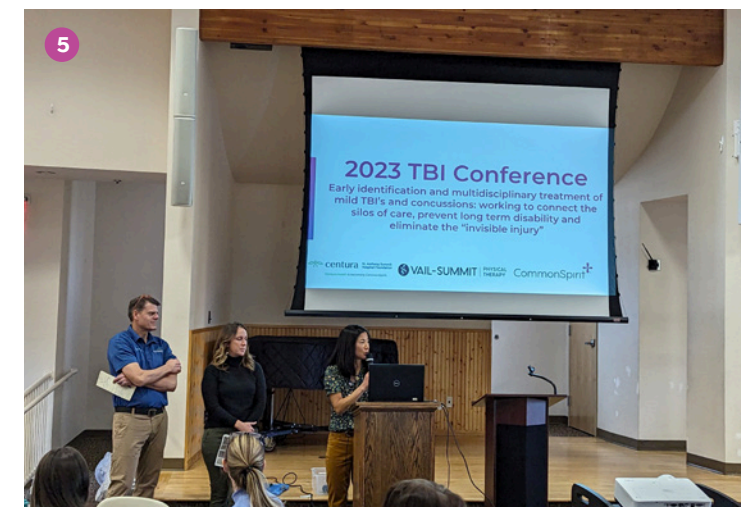 5
2023 TBI Conference
Early identification and multidisciplinary treatment of
mild TBI's and concussions: working to connect the
silos of care, prevent long term disability and
eliminate the "invisible injury"
centura
VAIL-SUMMIT PHYSICAL
THERAPY
CommonSpirit